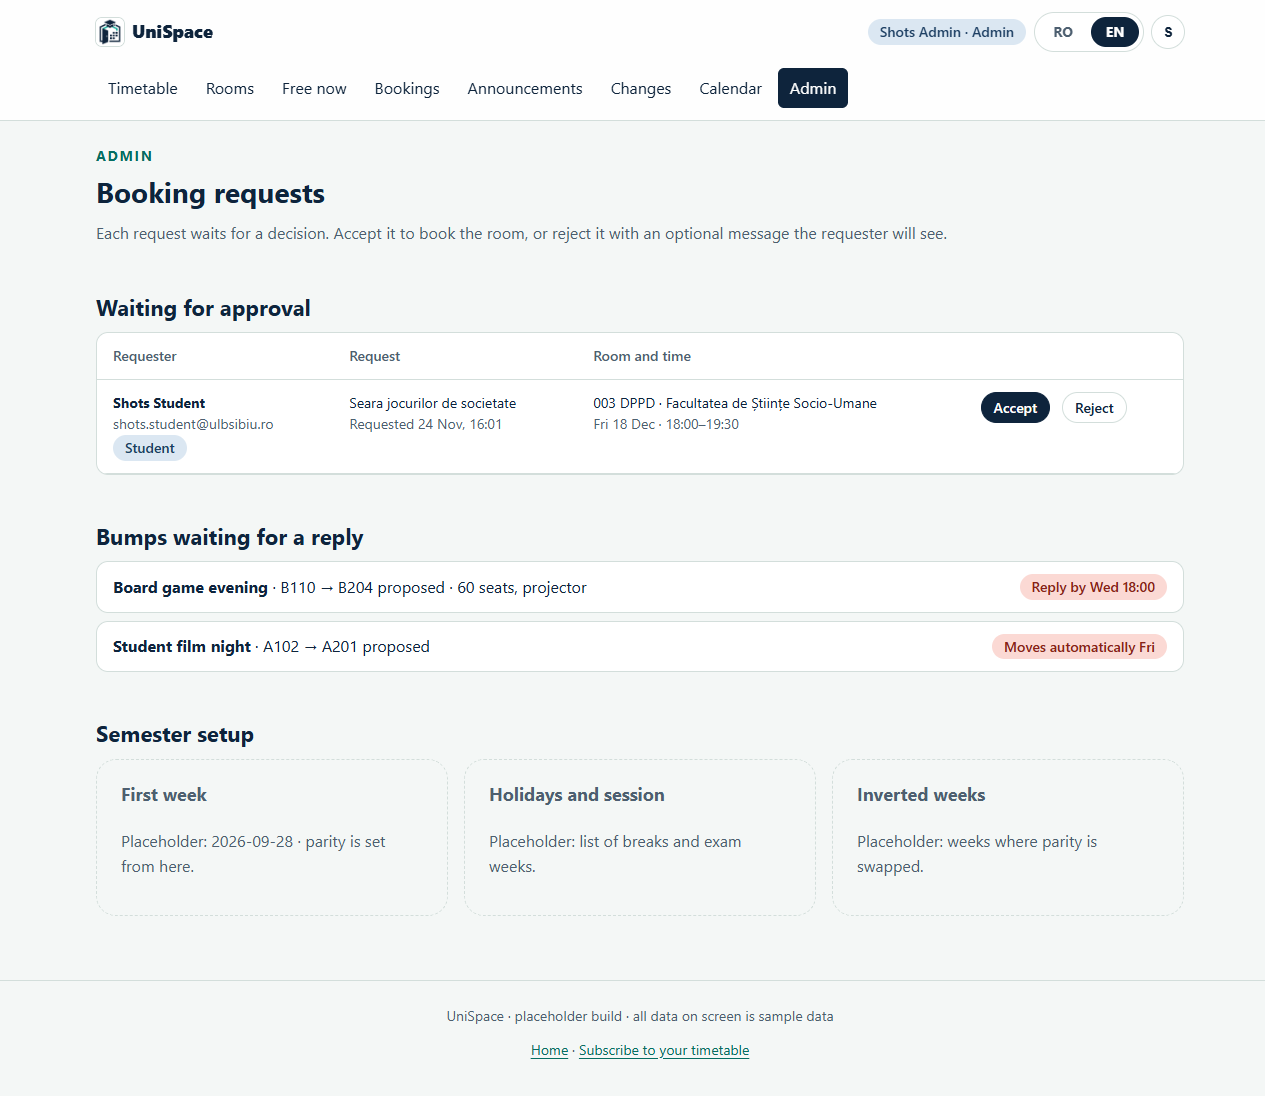 UniSpace
Shots Admin · Admin
RO
EN
S
Timetable
Rooms
Free now
Bookings
Announcements
Changes
Calendar
Admin
ADMIN
Booking requests
Each request waits for a decision. Accept it to book the room, or reject it with an optional message the requester will see.
Waiting for approval
Requester
Request
Room and time
Shots Student
shots.student@ulbsibiu.ro
Student
Seara jocurilor de societate
Requested 24 Nov, 16:01
003 DPPD · Facultatea de Științe Socio-Umane
Fri 18 Dec · 18:00–19:30
Accept
Reject
Bumps waiting for a reply
Board game evening · B110 → B204 proposed · 60 seats, projector
Reply by Wed 18:00
Student film night · A102 → A201 proposed
Moves automatically Fri
Semester setup
First week
Placeholder: 2026-09-28 · parity is set
from here.
Holidays and session
Placeholder: list of breaks and exam
weeks.
Inverted weeks
Placeholder: weeks where parity is
swapped.
UniSpace · placeholder build · all data on screen is sample data
Home · Subscribe to your timetable